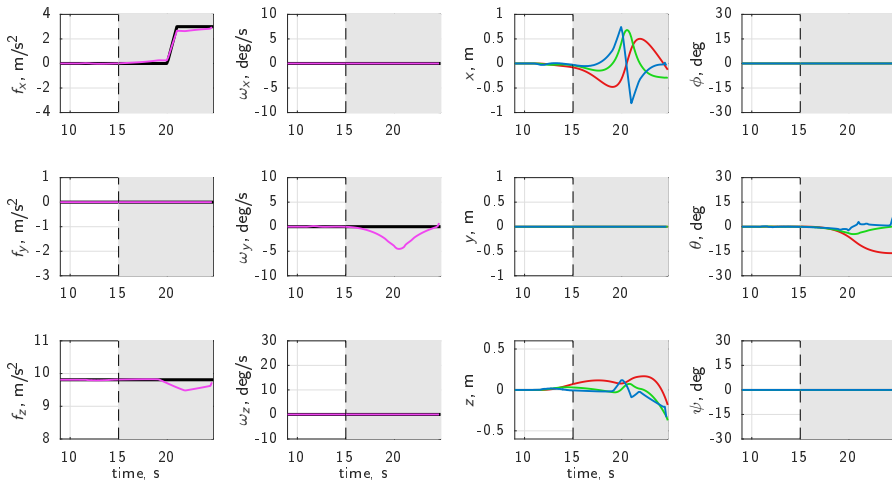 4
2
0
-2
-4
10 15 20
f_x, m/s²
10
5
0
-5
-10
10 15 20
ω_x, deg/s
1
0.5
0
-0.5
-1
10 15 20
x, m
30
15
0
-15
-30
10 20
ϕ, deg
1
0
-1
-2
-3
10 15 20
f_y, m/s²
10
5
0
-5
-10
10 15 20
ω_y, deg/s
1
0.5
0
-0.5
-1
10 15 20
y, m
30
15
0
-15
-30
10 15 20
θ, deg
11
10
9
8
10 15 20
f_z, m/s²
time, s
30
20
10
0
-10
10 15 20
ω_z, deg/s
time, s
0.5
0
-0.5
10 15 20
z, m
time, s
30
15
0
-15
-30
10 15 20
ψ, deg
time, s